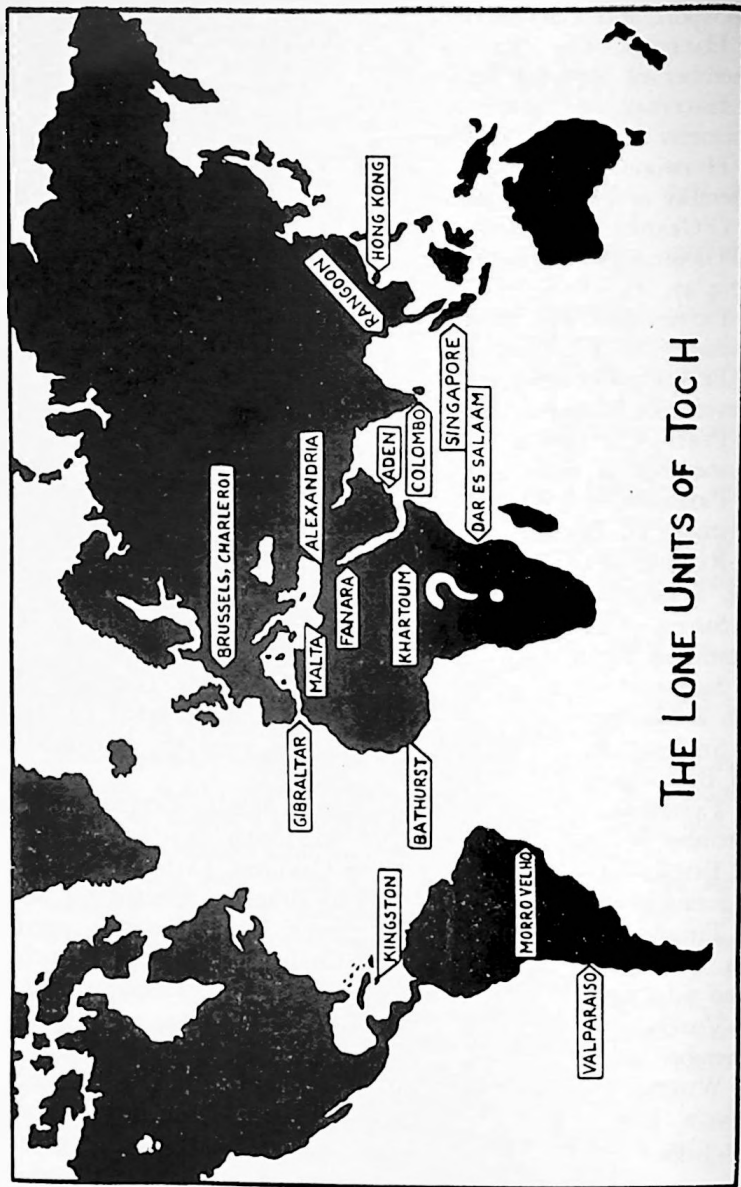 BRUSSELS, CHARLEROI
GIBRALTAR
MALTA
ALEXANDRIA
FANARA
ADEN
KHARTOUM
?
BATHURST
COLOMBO
RANGOON
HONG KONG
SINGAPORE
DAR ES SALAAM
KINGSTON
MORRO VELHO
VALPARAISO
THE LONE UNITS OF TOC H